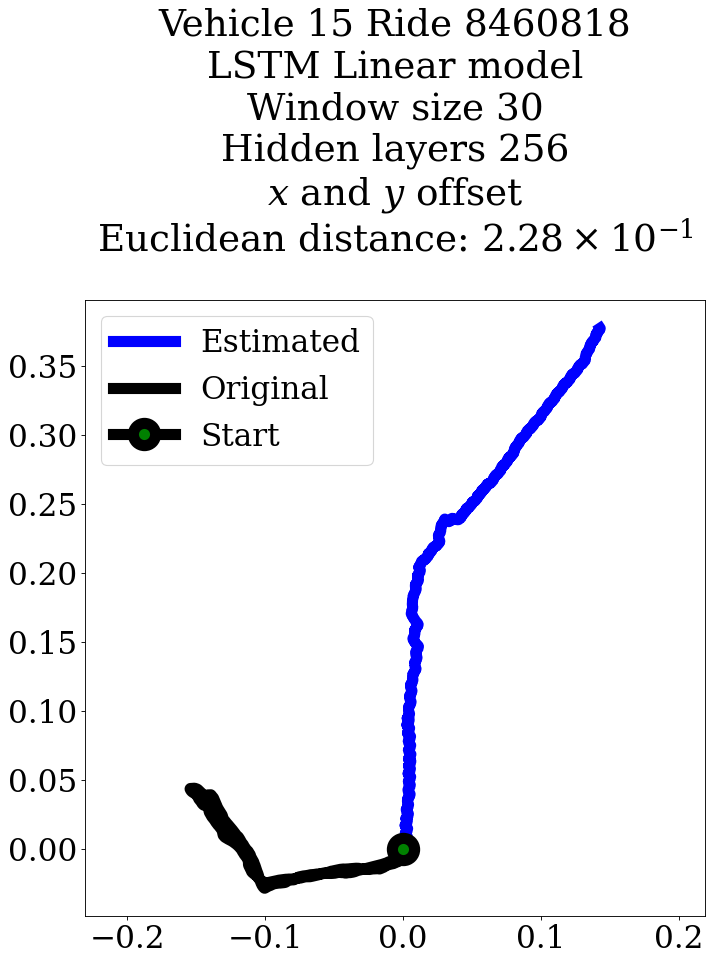 Vehicle 15 Ride 8460818
LSTM Linear model
Window size 30
Hidden layers 256
x and y offset
Euclidean distance: 2.28 × 10⁻¹
Estimated
Original
Start
0.35
0.30
0.25
0.20
0.15
0.10
0.05
0.00
−0.2 −0.1 0.0 0.1 0.2